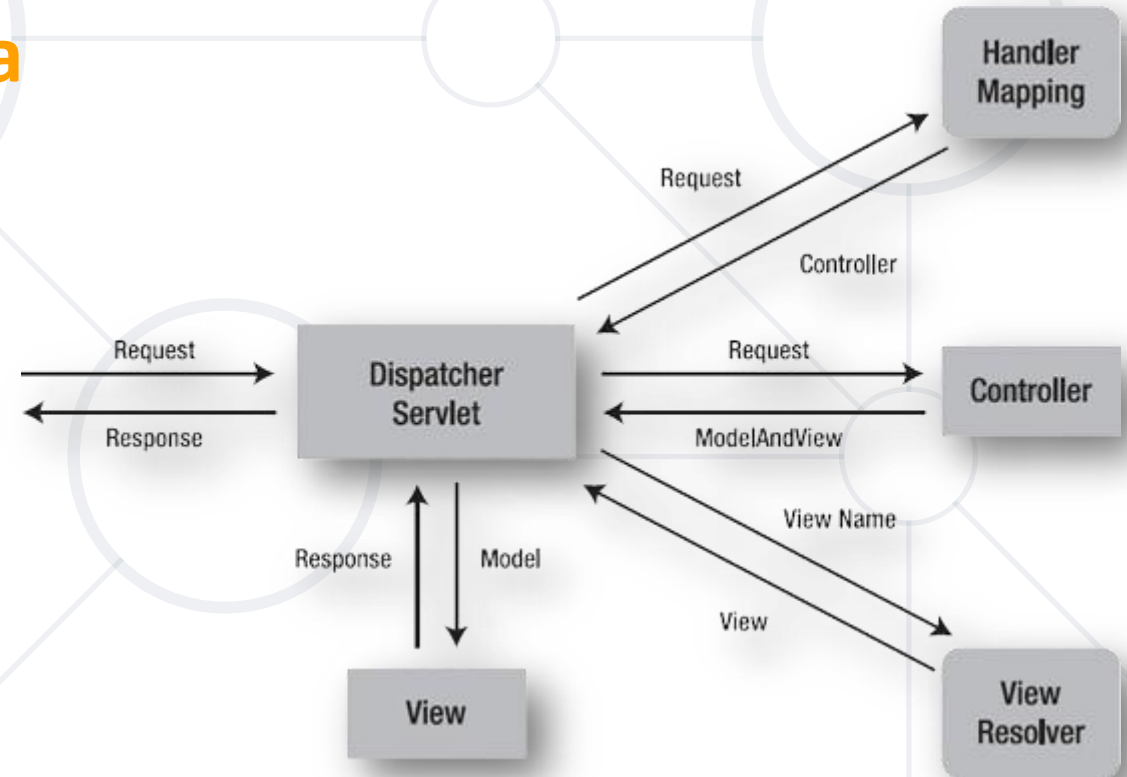 a
Handler
Mapping
Request
Controller
Request
Response
Dispatcher
Servlet
Request
ModelAndView
Controller
View Name
View
Response
Model
View
View
Resolver